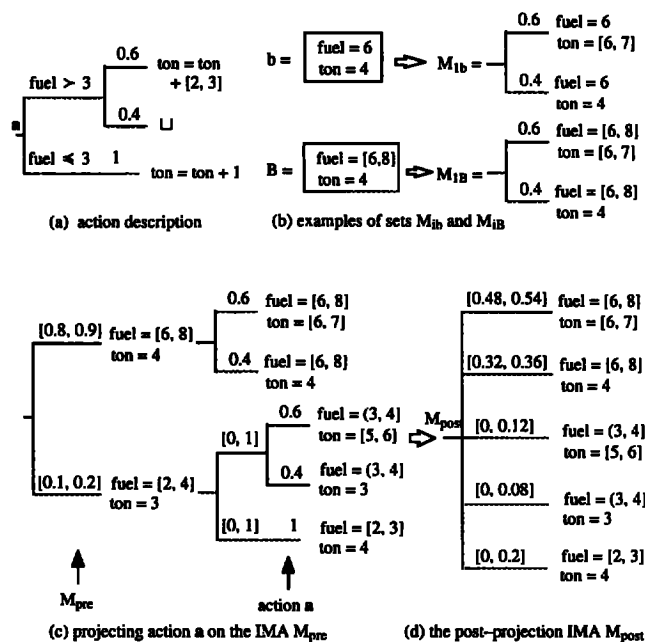 0.6
ton = ton
+ [2, 3]
fuel > 3
0.4
⊔
a
fuel ⩽ 3
1
ton = ton + 1
(a) action description
b =
fuel = 6
ton = 4
M1b =
0.6
fuel = 6
ton = [6, 7]
0.4
fuel = 6
ton = 4
B =
fuel = [6,8]
ton = 4
M1B =
0.6
fuel = [6, 8]
ton = [6, 7]
0.4
fuel = [6, 8]
ton = 4
(b) examples of sets Mib and MiB
[0.8, 0.9]
fuel = [6, 8]
ton = 4
0.6
fuel = [6, 8]
ton = [6, 7]
0.4
fuel = [6, 8]
ton = 4
[0.1, 0.2]
fuel = [2, 4]
ton = 3
[0, 1]
0.6
fuel = (3, 4]
ton = [5, 6]
0.4
fuel = (3, 4]
ton = 3
[0, 1]
1
fuel = [2, 3]
ton = 4
Mpre
action a
(c) projecting action a on the IMA Mpre
Mpost
[0.48, 0.54]
fuel = [6, 8]
ton = [6, 7]
[0.32, 0.36]
fuel = [6, 8]
ton = 4
[0, 0.12]
fuel = (3, 4]
ton = [5, 6]
[0, 0.08]
fuel = (3, 4]
ton = 3
[0, 0.2]
fuel = [2, 3]
ton = 4
(d) the post-projection IMA Mpost